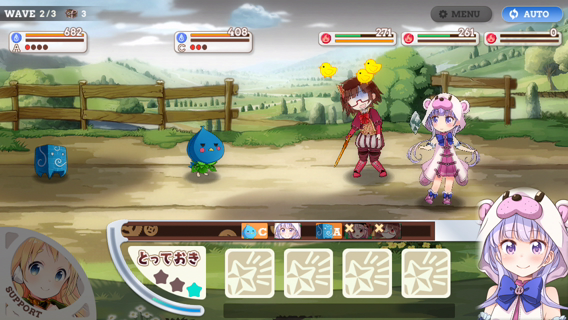 WAVE 2/3 3
MENU
AUTO
682
A
408
C
271
261
0
C
A
とっておき
SUPPORT